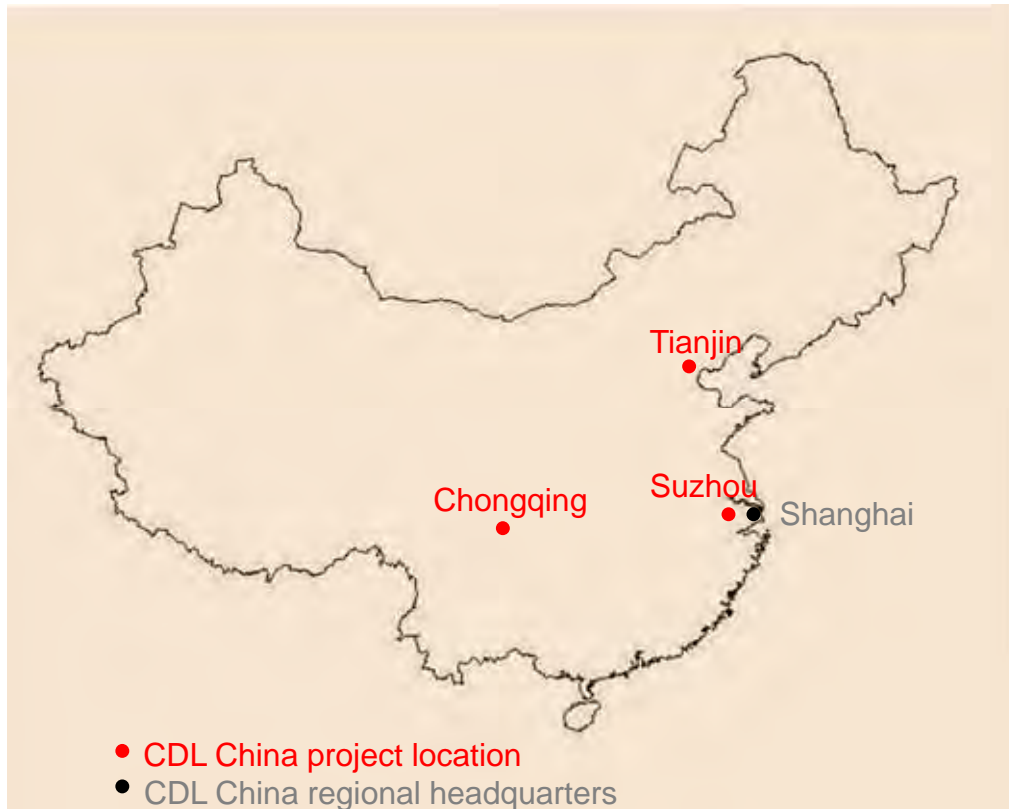 Tianjin
Suzhou
Chongqing
Shanghai
CDL China project location
CDL China regional headquarters